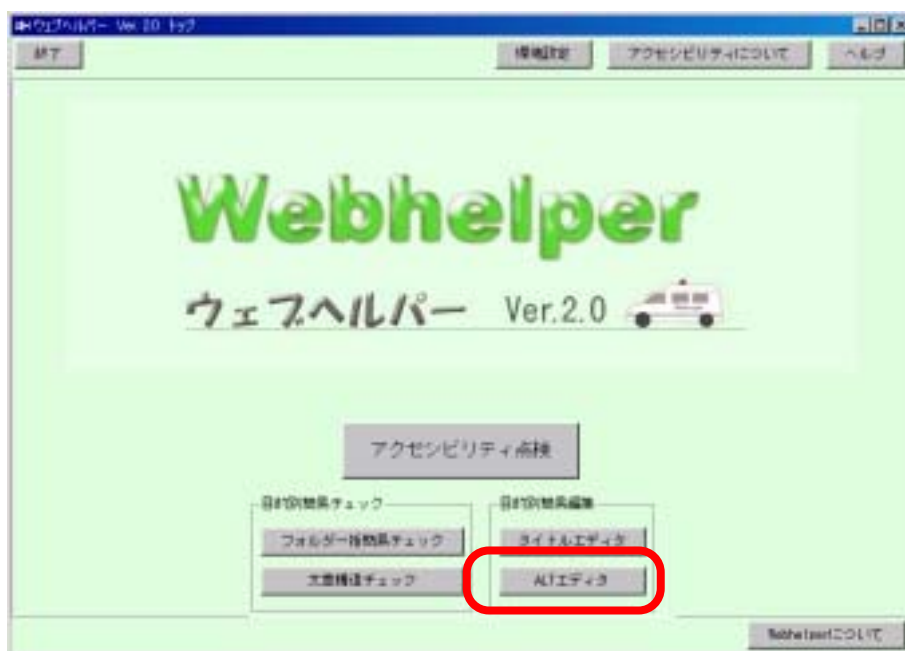 ウェブヘルパー Ver.2.0 トップ
終了
環境設定
アクセシビリティについて
ヘルプ
Webhelper
ウェブヘルパー Ver.2.0
アクセシビリティ点検
目的別簡易チェック
目的別簡易編集
フォルダ一括簡易チェック
タイトルエディタ
文書構造チェック
ALTエディタ
Webhelperについて